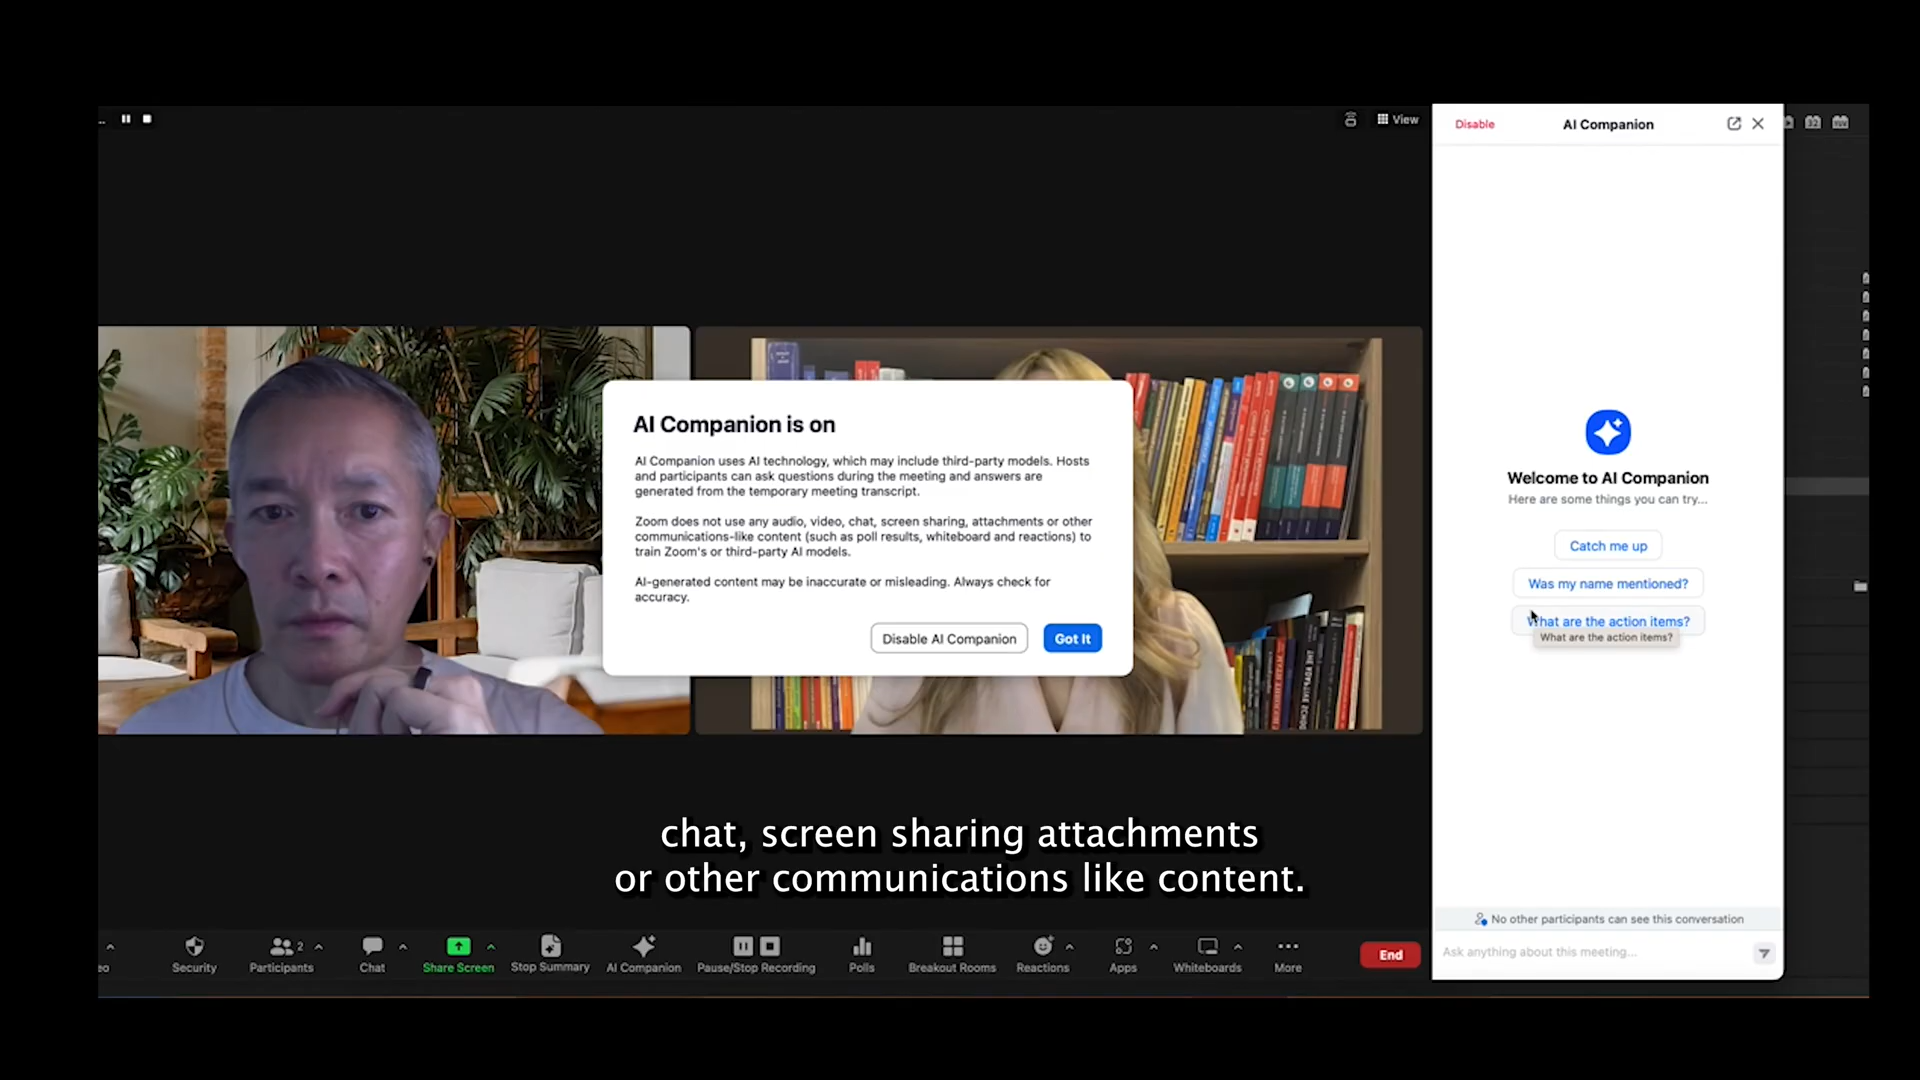 View
Disable
AI Companion
AI Companion is on
AI Companion uses AI technology, which may include third-party models. Hosts
and participants can ask questions during the meeting and answers are
generated from the temporary meeting transcript.
Zoom does not use any audio, video, chat, screen sharing, attachments or other
communications-like content (such as poll results, whiteboard and reactions) to
train Zoom's or third-party AI models.
AI-generated content may be inaccurate or misleading. Always check for
accuracy.
Disable AI Companion
Got It
Welcome to AI Companion
Here are some things you can try...
Catch me up
Was my name mentioned?
What are the action items?
What are the action items?
chat, screen sharing attachments
or other communications like content.
No other participants can see this conversation
Ask anything about this meeting...
eo
Security
Participants
2
Chat
Share Screen
Stop Summary
AI Companion
Pause/Stop Recording
Polls
Breakout Rooms
Reactions
Apps
Whiteboards
More
End